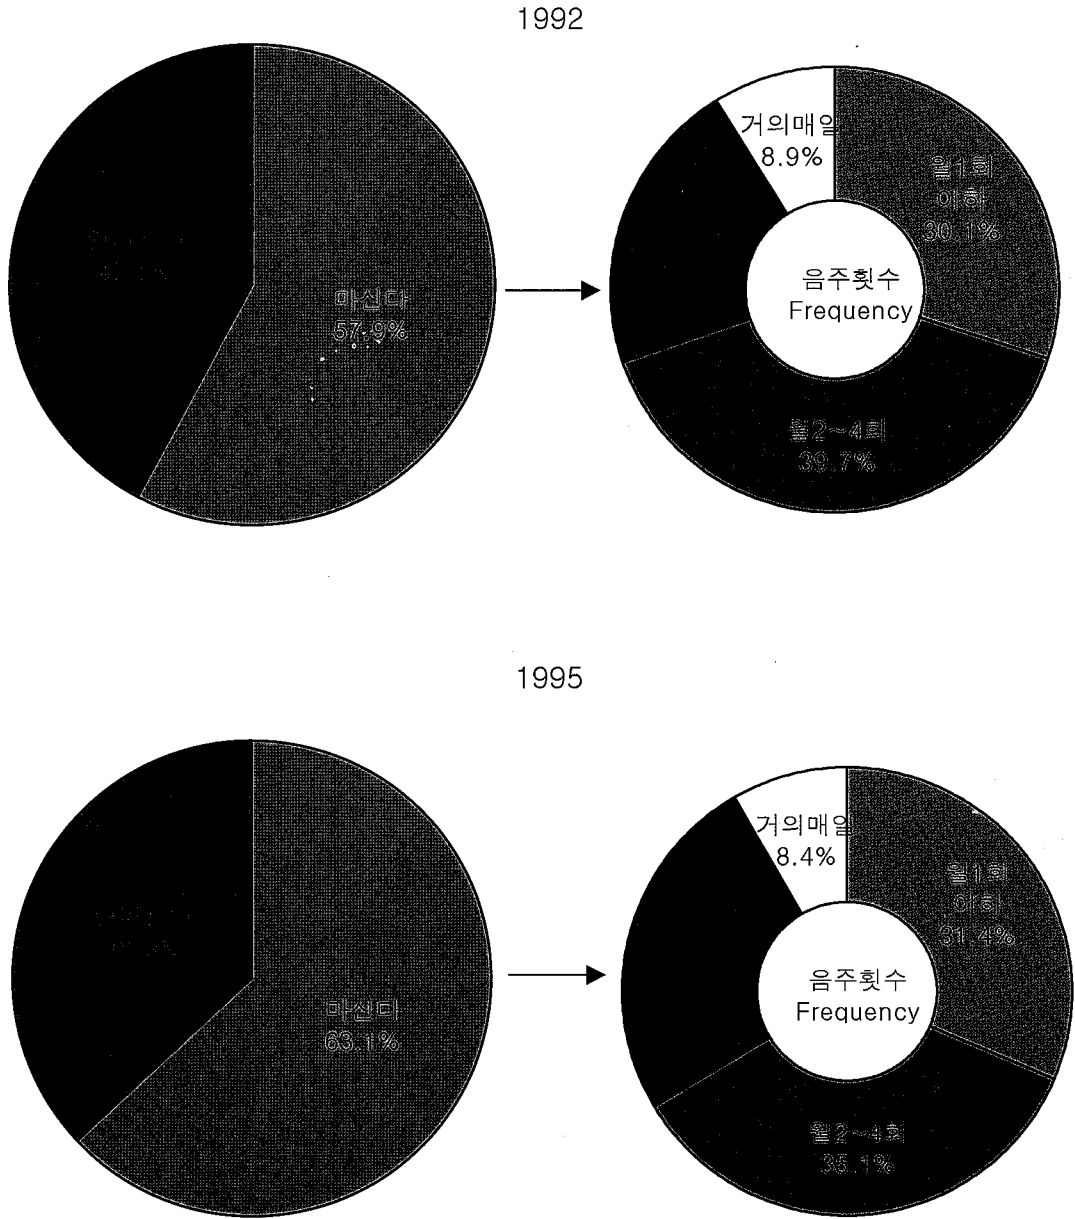 1992
거의매일
8.9%
월1회
이하
30.1%
음주횟수
Frequency
마신다
57.9%
월2~4회
39.7%
1995
거의매일
8.4%
월1회
이하
31.4%
음주횟수
Frequency
마신다
63.1%
월2~4회
35.1%